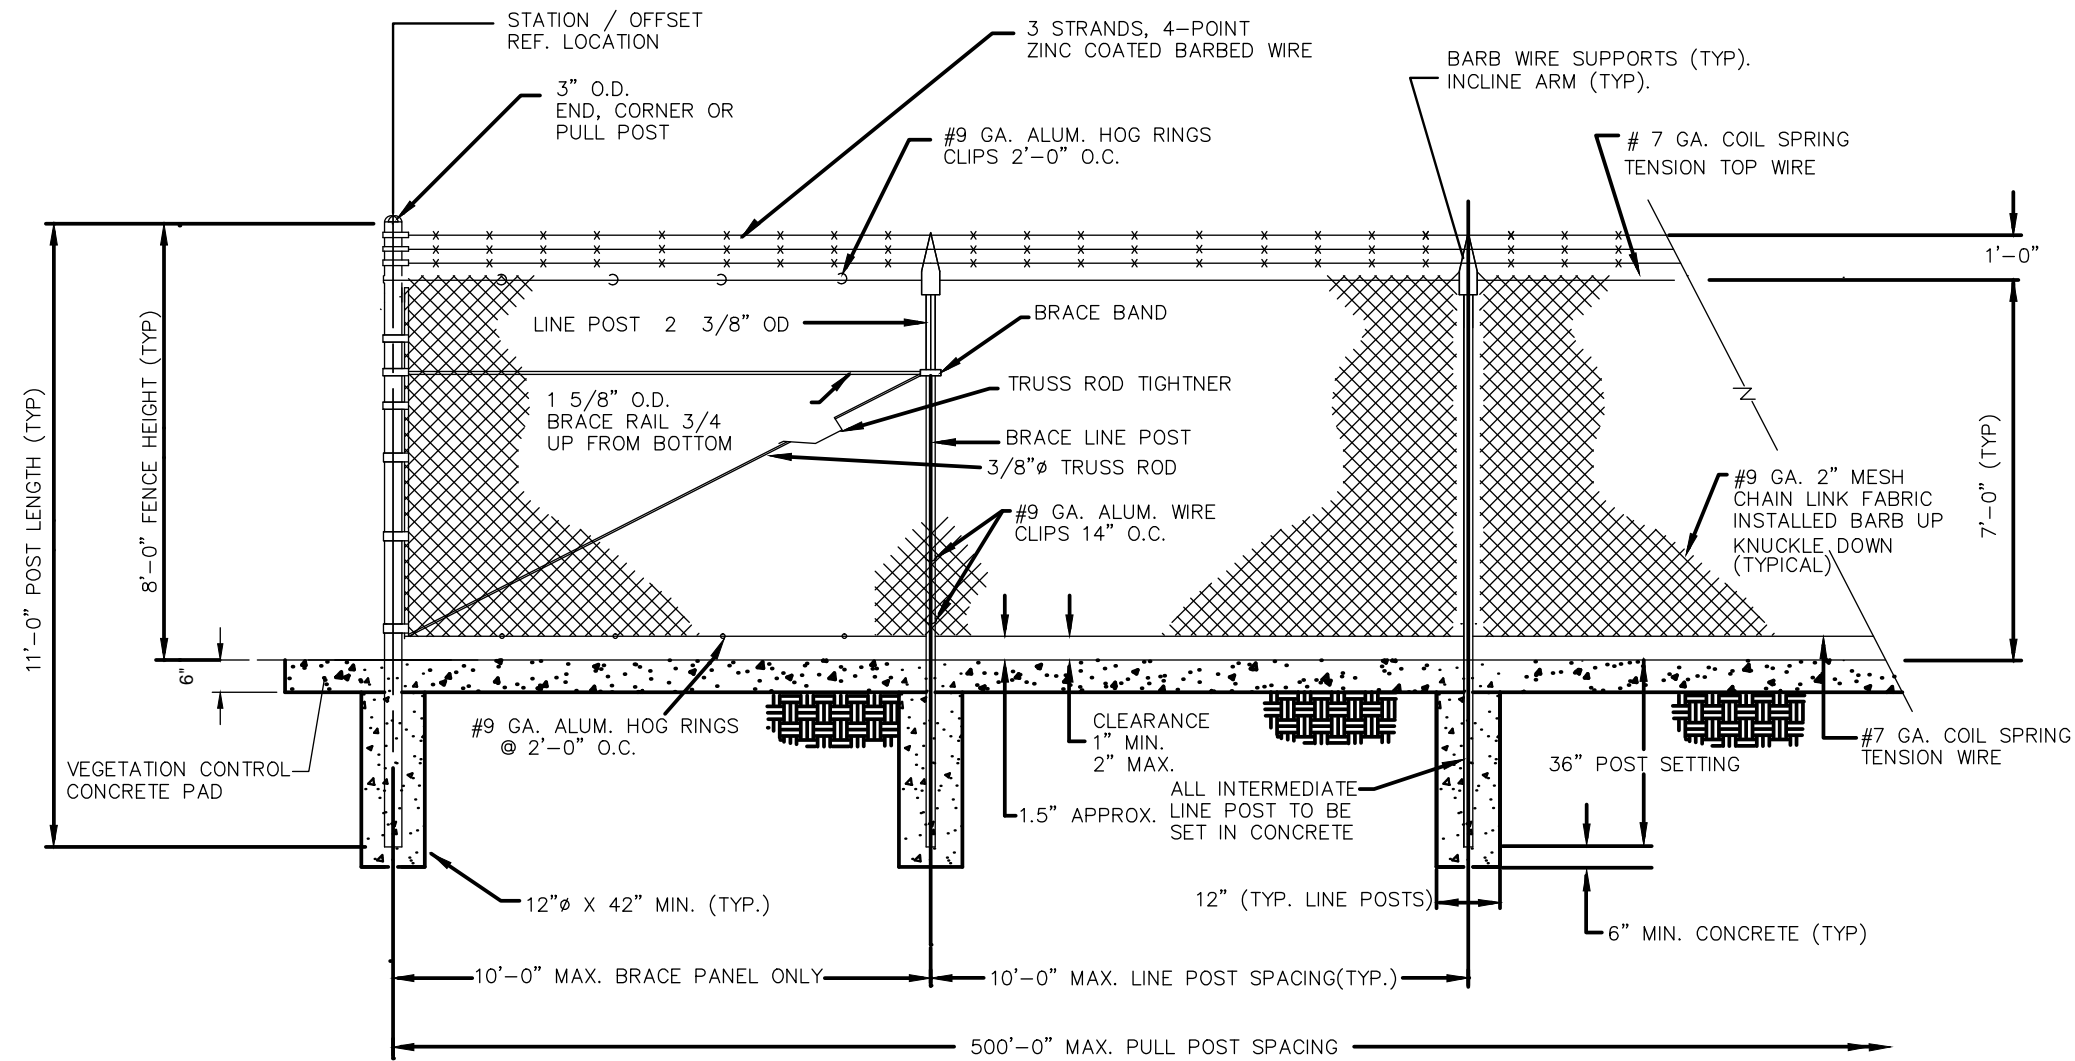 STATION / OFFSET
REF. LOCATION
3 STRANDS, 4-POINT
ZINC COATED BARBED WIRE
BARB WIRE SUPPORTS (TYP).
INCLINE ARM (TYP).
3" O.D.
END, CORNER OR
PULL POST
#9 GA. ALUM. HOG RINGS
CLIPS 2'-0" O.C.
# 7 GA. COIL SPRING
TENSION TOP WIRE
1'-0"
LINE POST 2 3/8" OD
BRACE BAND
TRUSS ROD TIGHTNER
1 5/8" O.D.
BRACE RAIL 3/4
UP FROM BOTTOM
BRACE LINE POST
3/8"ø TRUSS ROD
#9 GA. ALUM. WIRE
CLIPS 14" O.C.
#9 GA. 2" MESH
CHAIN LINK FABRIC
INSTALLED BARB UP
KNUCKLE DOWN
(TYPICAL)
7'-0" (TYP)
11'-0" POST LENGTH (TYP)
8'-0" FENCE HEIGHT (TYP)
6"
#9 GA. ALUM. HOG RINGS
@ 2'-0" O.C.
VEGETATION CONTROL
CONCRETE PAD
CLEARANCE
1" MIN.
2" MAX.
1.5" APPROX.
ALL INTERMEDIATE
LINE POST TO BE
SET IN CONCRETE
36" POST SETTING
#7 GA. COIL SPRING
TENSION WIRE
12"ø X 42" MIN. (TYP.)
12" (TYP. LINE POSTS)
6" MIN. CONCRETE (TYP)
10'-0" MAX. BRACE PANEL ONLY
10'-0" MAX. LINE POST SPACING(TYP.)
500'-0" MAX. PULL POST SPACING